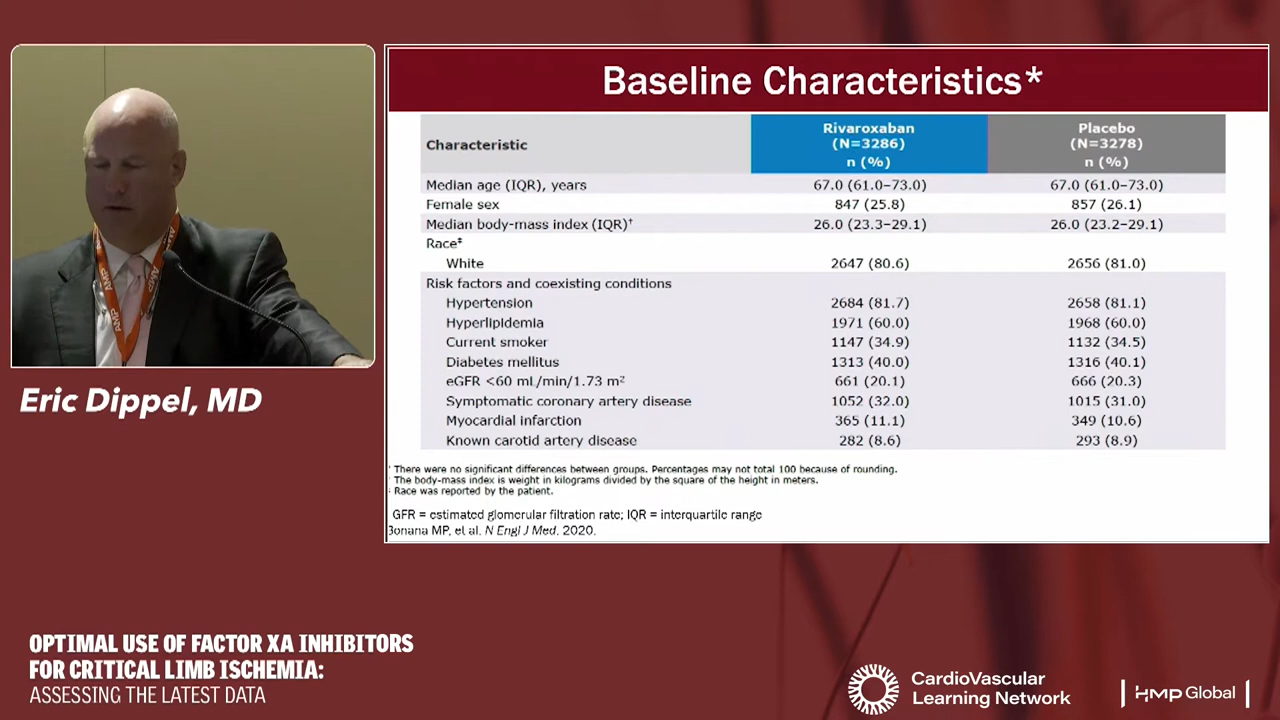 Baseline Characteristics*
Characteristic Rivaroxaban (N=3286) n (%) Placebo (N=3278) n (%)
Median age (IQR), years 67.0 (61.0–73.0) 67.0 (61.0–73.0)
Female sex 847 (25.8) 857 (26.1)
Median body-mass index (IQR)† 26.0 (23.3–29.1) 26.0 (23.2–29.1)
Race‡
White 2647 (80.6) 2656 (81.0)
Risk factors and coexisting conditions
Hypertension 2684 (81.7) 2658 (81.1)
Hyperlipidemia 1971 (60.0) 1968 (60.0)
Current smoker 1147 (34.9) 1132 (34.5)
Diabetes mellitus 1313 (40.0) 1316 (40.1)
eGFR <60 mL/min/1.73 m² 661 (20.1) 666 (20.3)
Symptomatic coronary artery disease 1052 (32.0) 1015 (31.0)
Myocardial infarction 365 (11.1) 349 (10.6)
Known carotid artery disease 282 (8.6) 293 (8.9)
There were no significant differences between groups. Percentages may not total 100 because of rounding.
The body-mass index is weight in kilograms divided by the square of the height in meters.
Race was reported by the patient.
GFR = estimated glomerular filtration rate; IQR = interquartile range
Bonana MP, et al. N Engl J Med. 2020.
AMP
AMP
AMP
Eric Dippel, MD
OPTIMAL USE OF FACTOR XA INHIBITORS
FOR CRITICAL LIMB ISCHEMIA:
ASSESSING THE LATEST DATA
CardioVascular
Learning Network
HMP Global